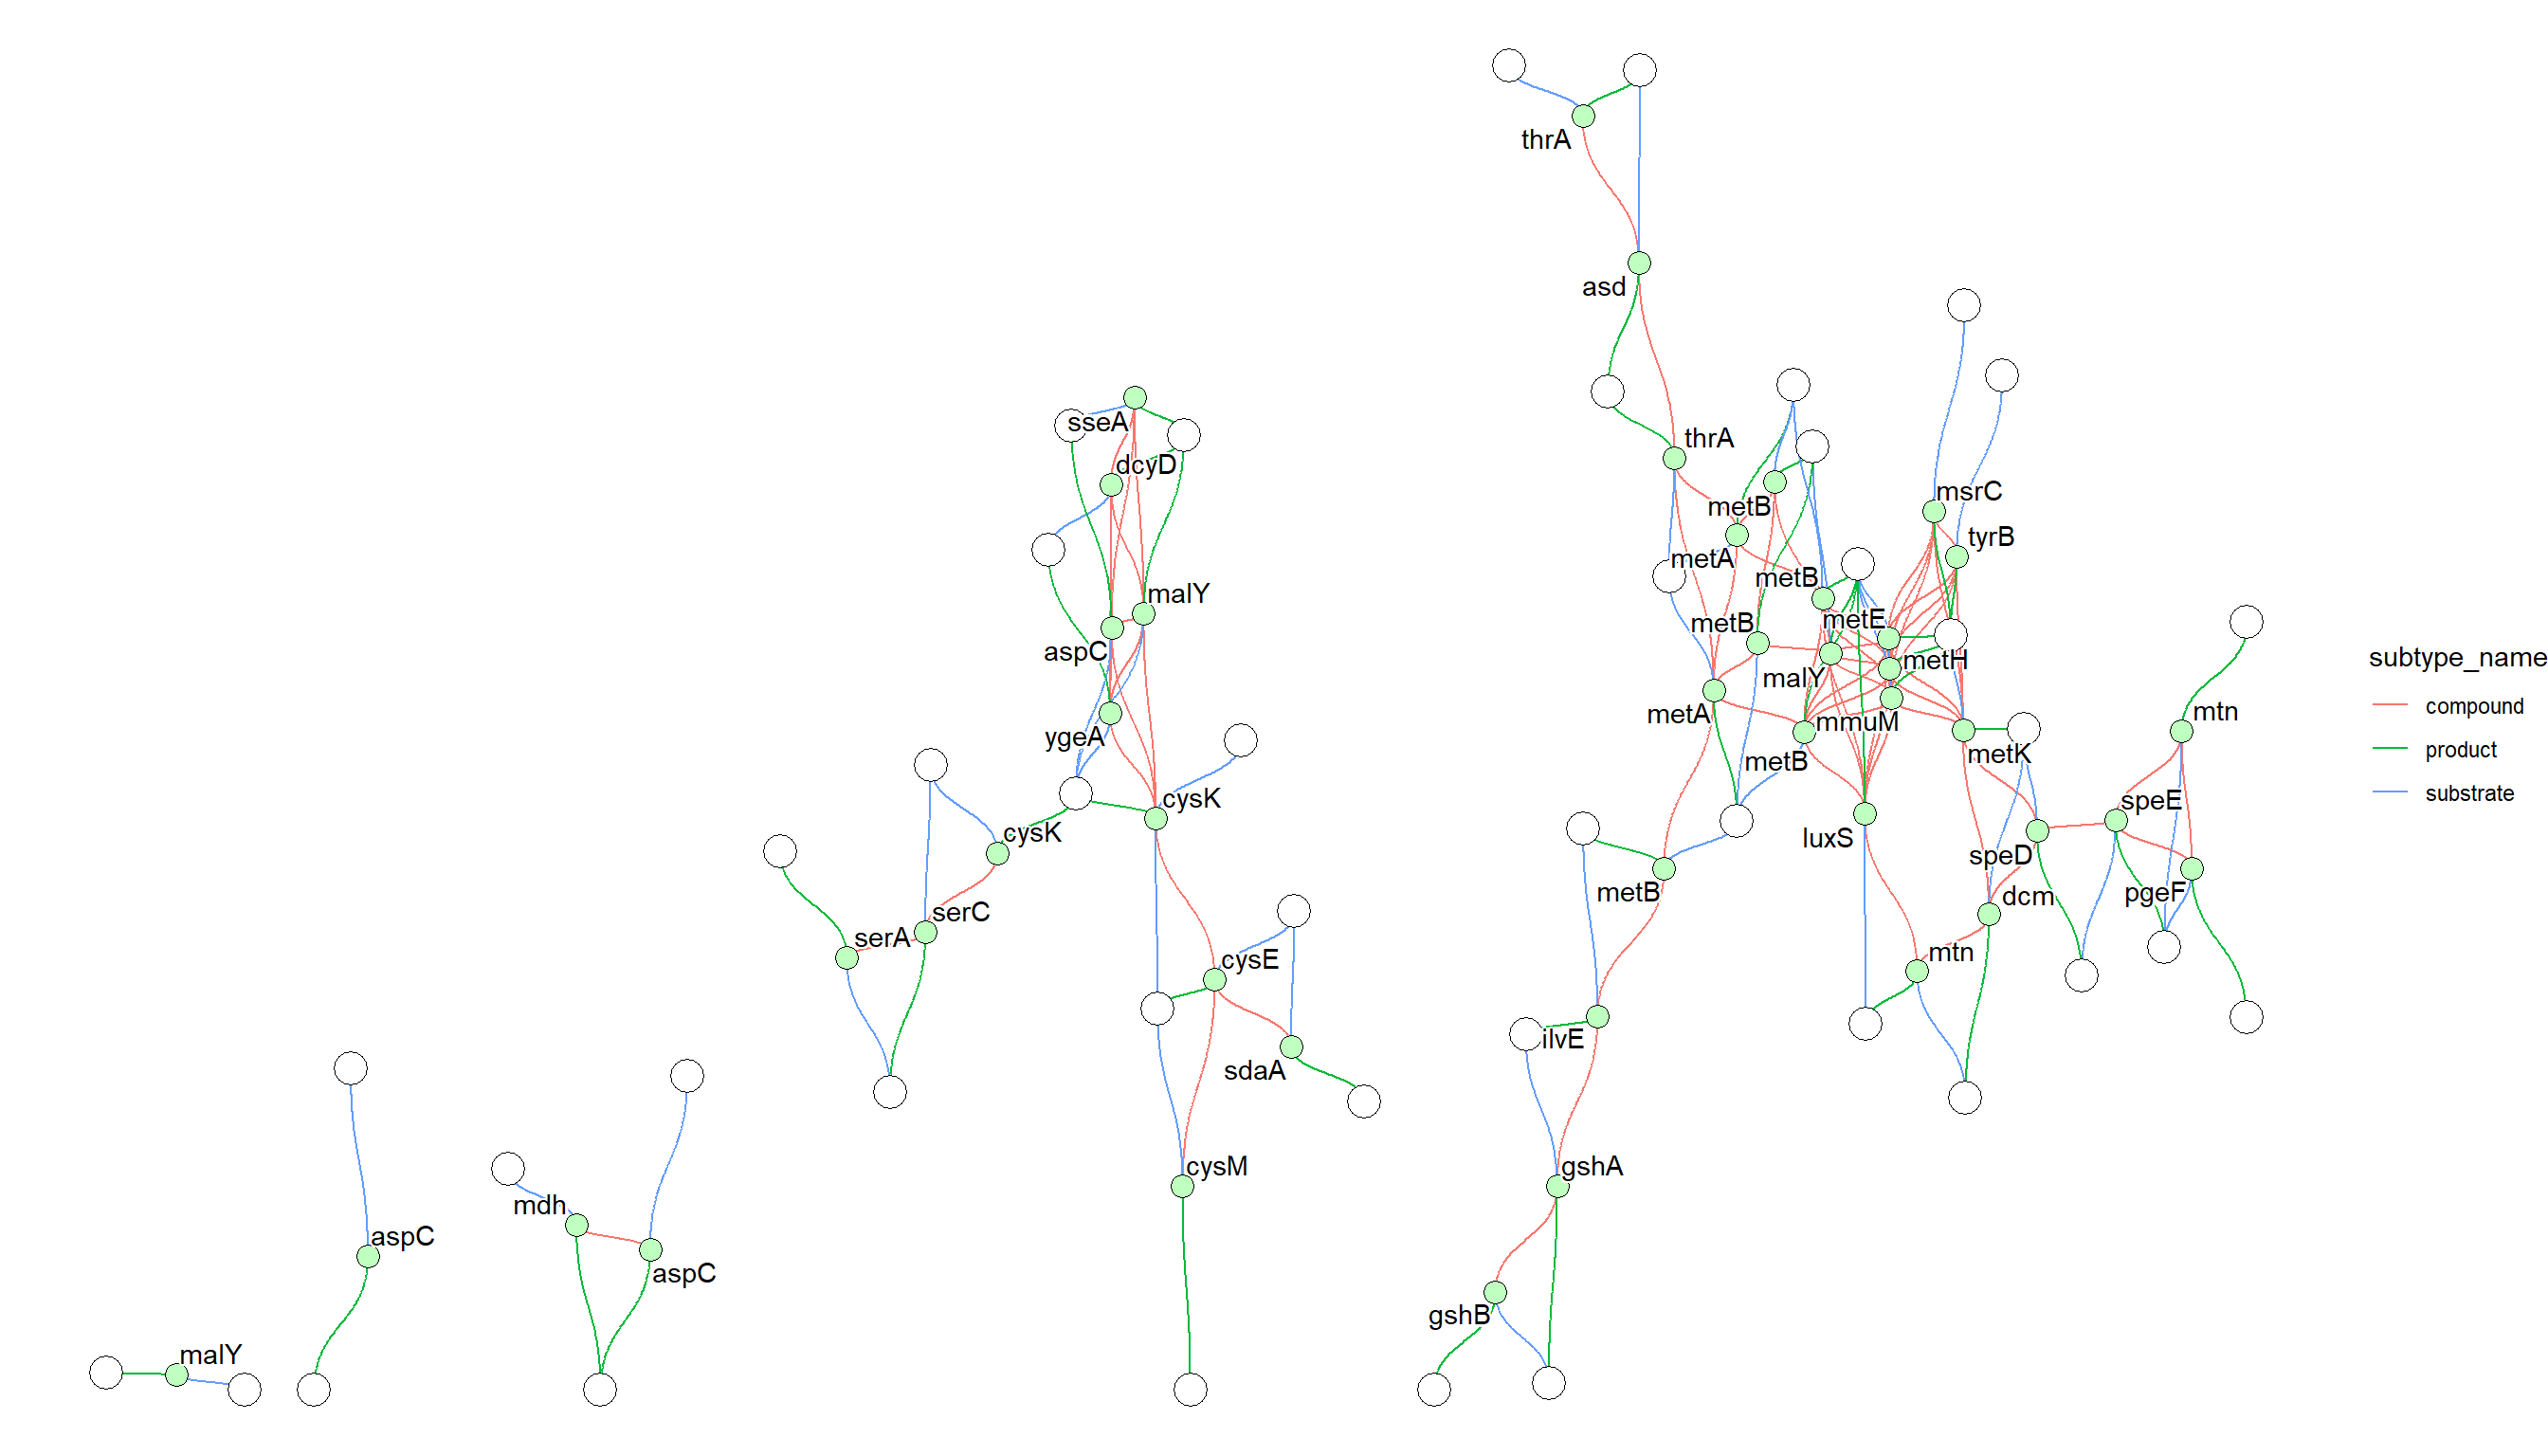 thrA
asd
sseA
thrA
dcyD
msrC
metB
tyrB
metA
metB
malY
metE
metB
aspC
metH
subtype_name
malY
compound
metA
mtn
mmuM
ygeA
product
metK
metB
substrate
cysK
speE
cysK
luxS
speD
metB
pgeF
dcm
serC
serA
mtn
cysE
ilvE
sdaA
cysM
gshA
mdh
aspC
aspC
gshB
malY